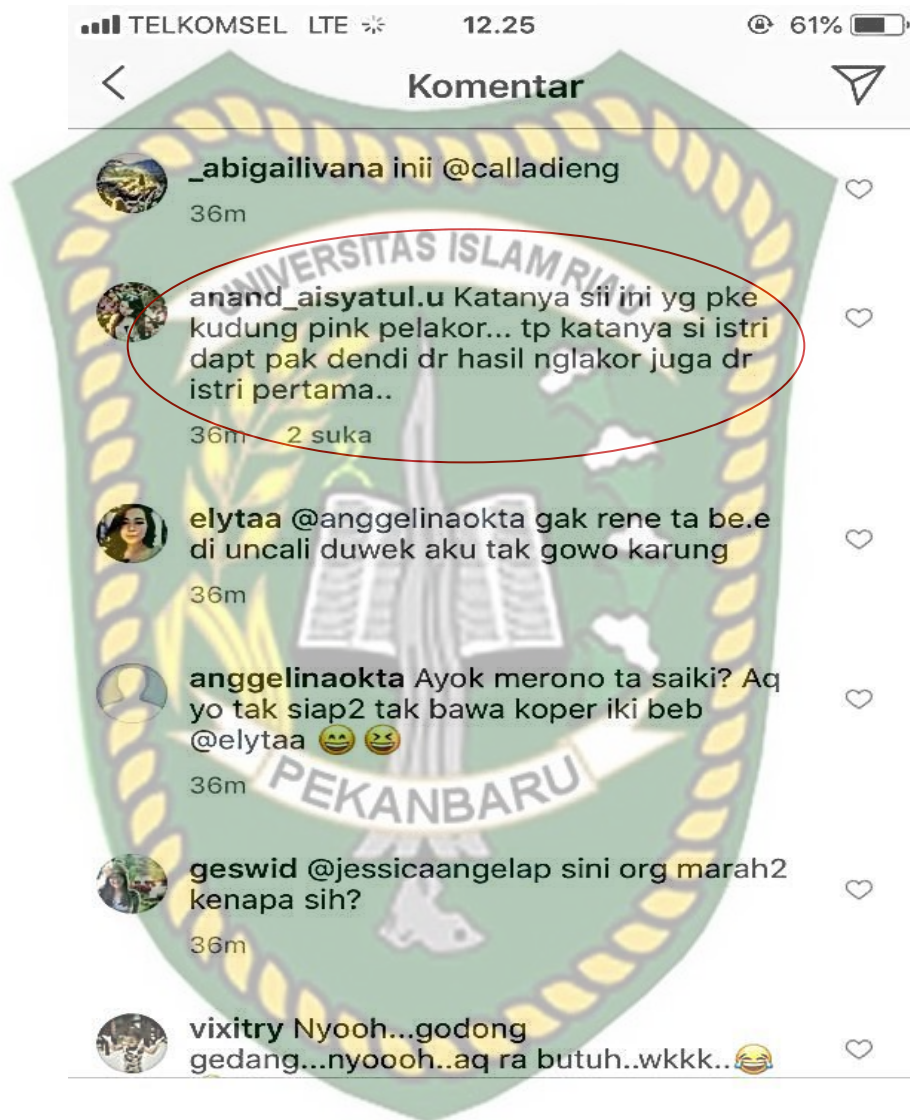 TELKOMSEL LTE 12.25 61%
Komentar
_abigailivana inii @calladieng
36m
UNIVERSITAS ISLAM RIAU
anand_aisyatul.u Katanya sii ini yg pke
kudung pink pelakor... tp katanya si istri
dapt pak dendi dr hasil nglakor juga dr
istri pertama..
36m 2 suka
elytaa @anggelinaokta gak rene ta be.e
di uncali duwek aku tak gowo karung
36m
anggelinaokta Ayok merono ta saiki? Aq
yo tak siap2 tak bawa koper iki beb
@elytaa 😄 😆
36m
PEKANBARU
geswid @jessicaangelap sini org marah2
kenapa sih?
36m
vixitry Nyooh...godong
gedang...nyoooh..aq ra butuh..wkkk..😂